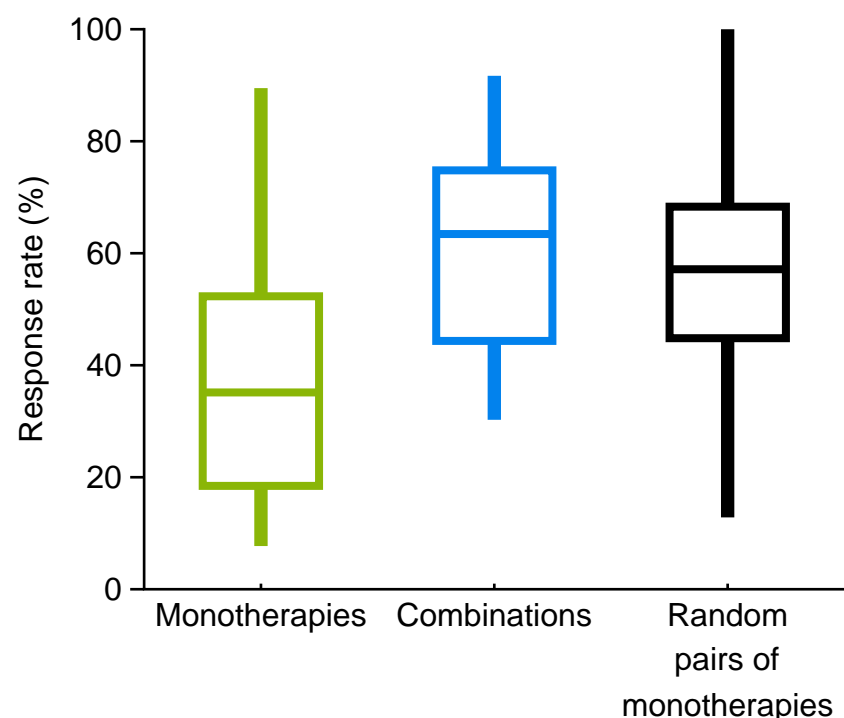 100
80
60
40
20
0
Response rate (%)
Monotherapies
Combinations
Random
pairs of
monotherapies